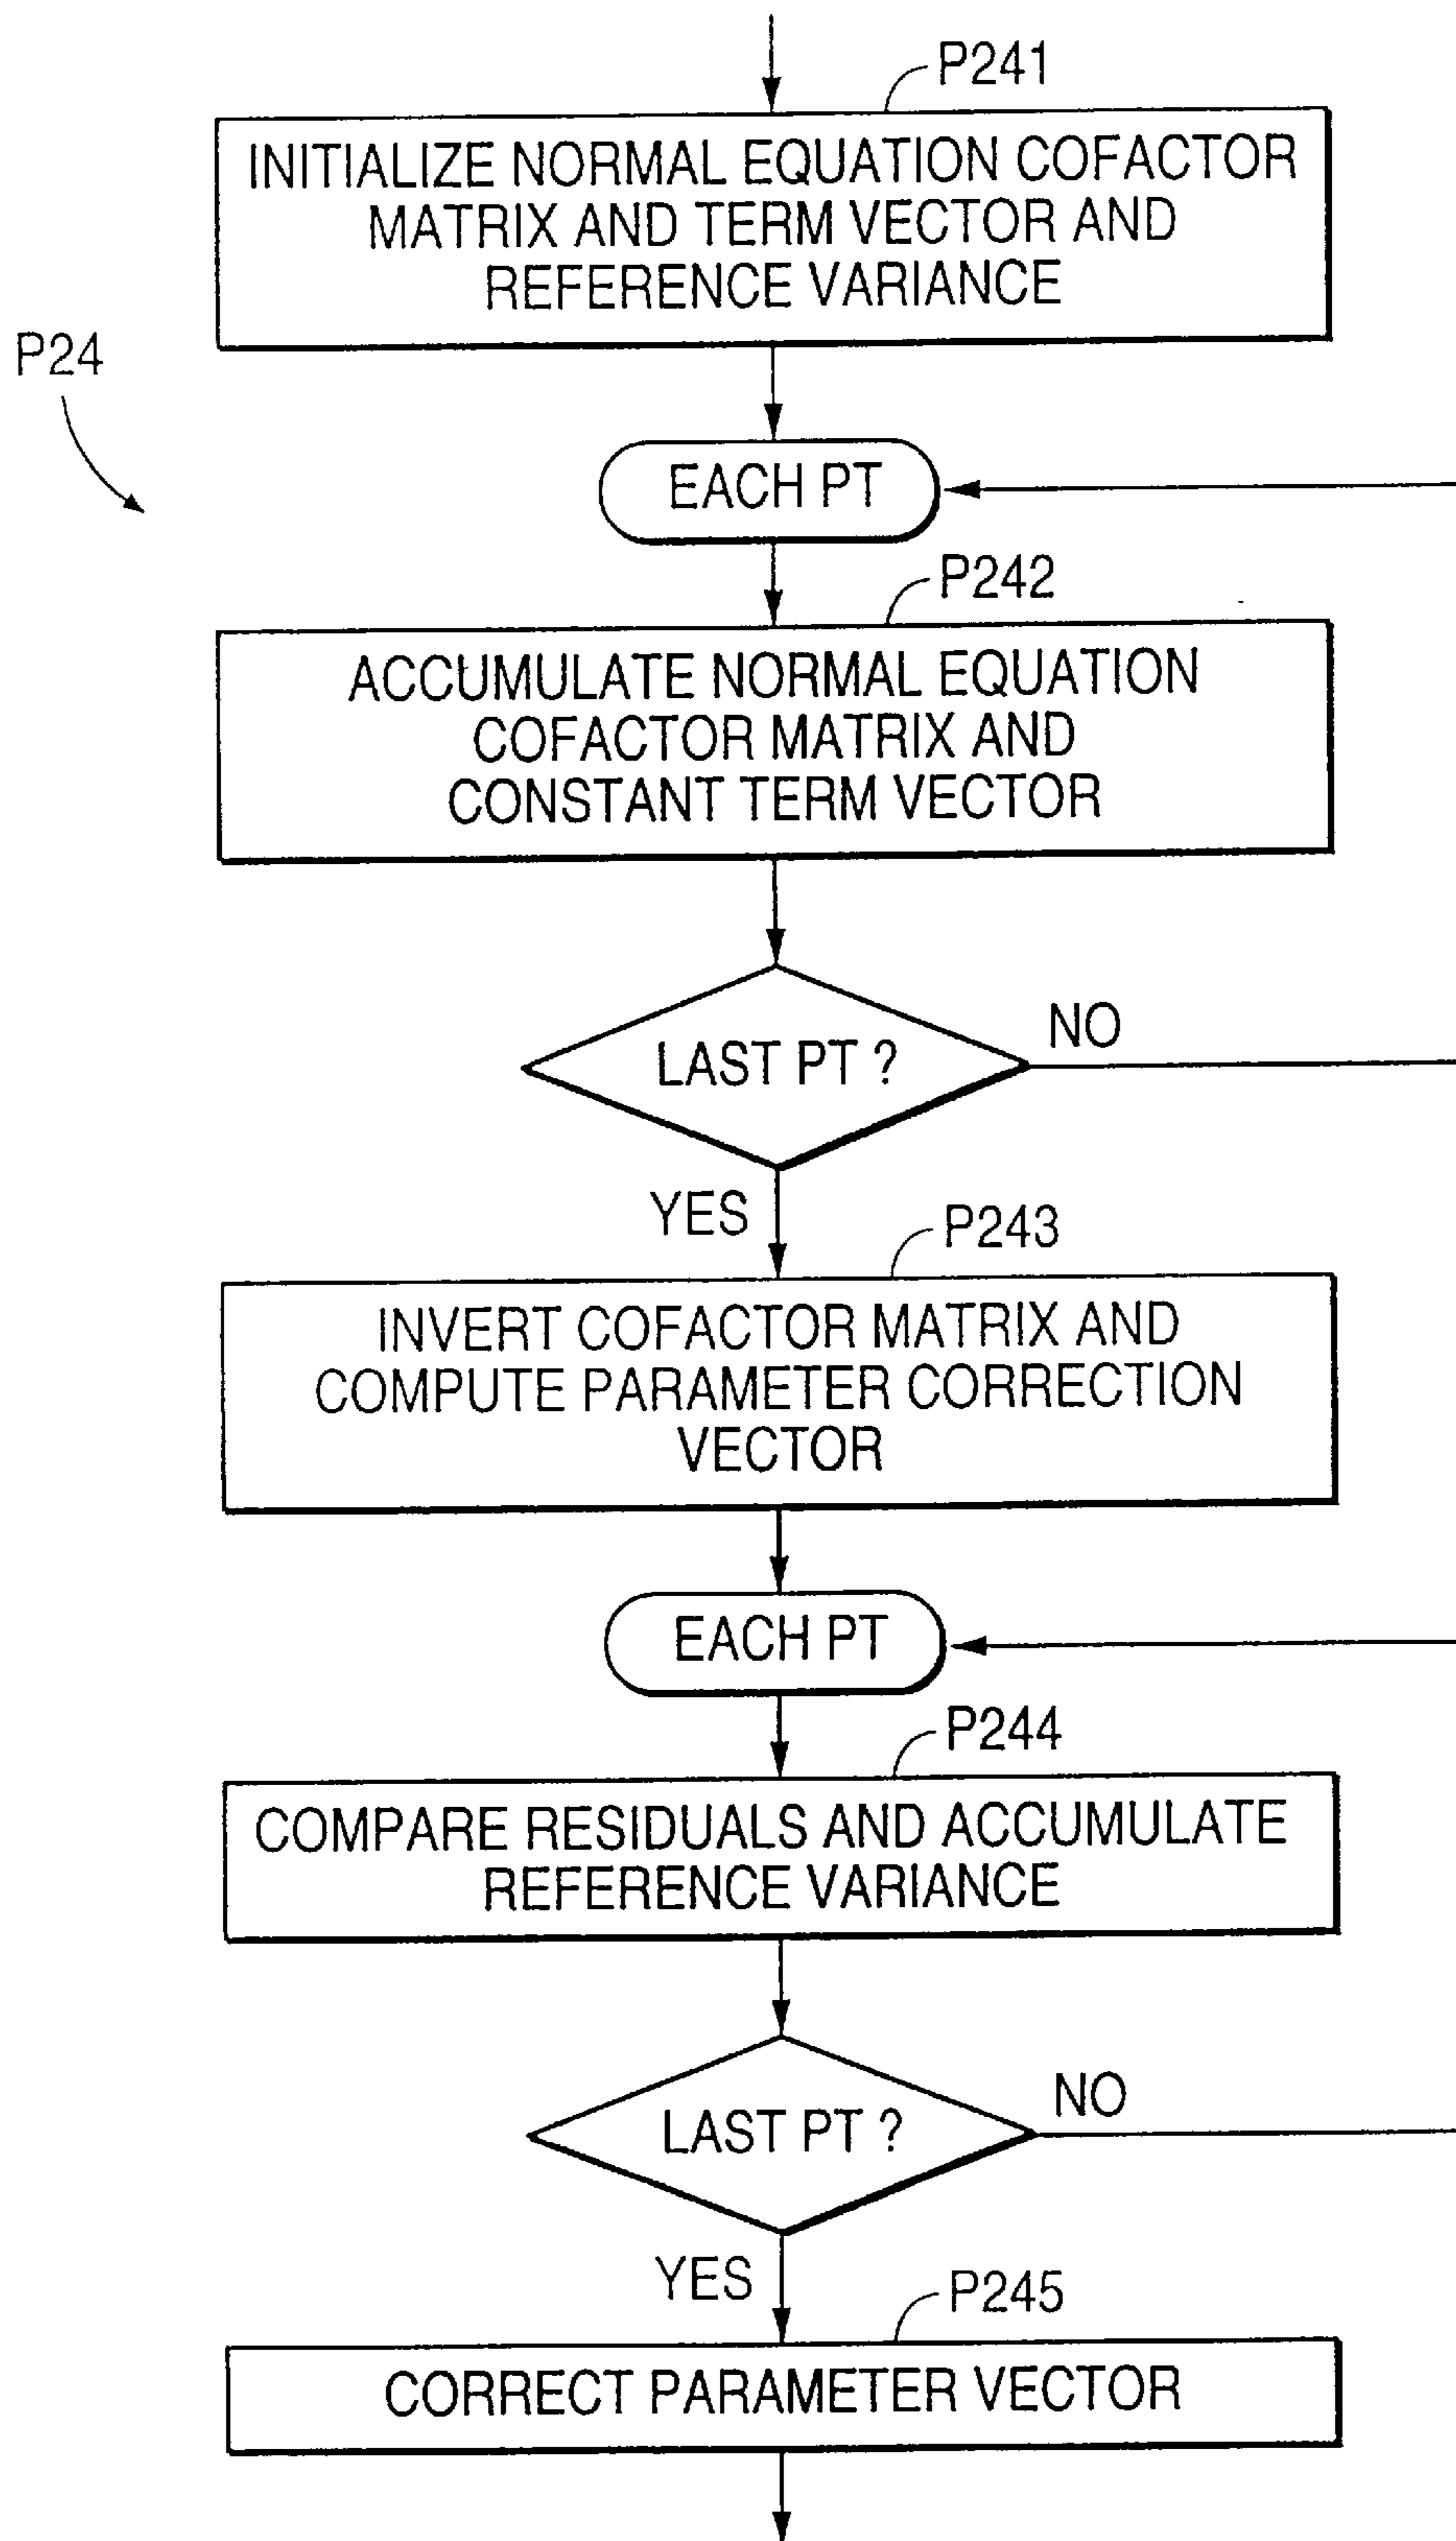 P241
INITIALIZE NORMAL EQUATION COFACTOR
MATRIX AND TERM VECTOR AND
REFERENCE VARIANCE
P24
EACH PT
P242
ACCUMULATE NORMAL EQUATION
COFACTOR MATRIX AND
CONSTANT TERM VECTOR
LAST PT ?
NO
YES
P243
INVERT COFACTOR MATRIX AND
COMPUTE PARAMETER CORRECTION
VECTOR
EACH PT
P244
COMPARE RESIDUALS AND ACCUMULATE
REFERENCE VARIANCE
LAST PT ?
NO
YES
P245
CORRECT PARAMETER VECTOR